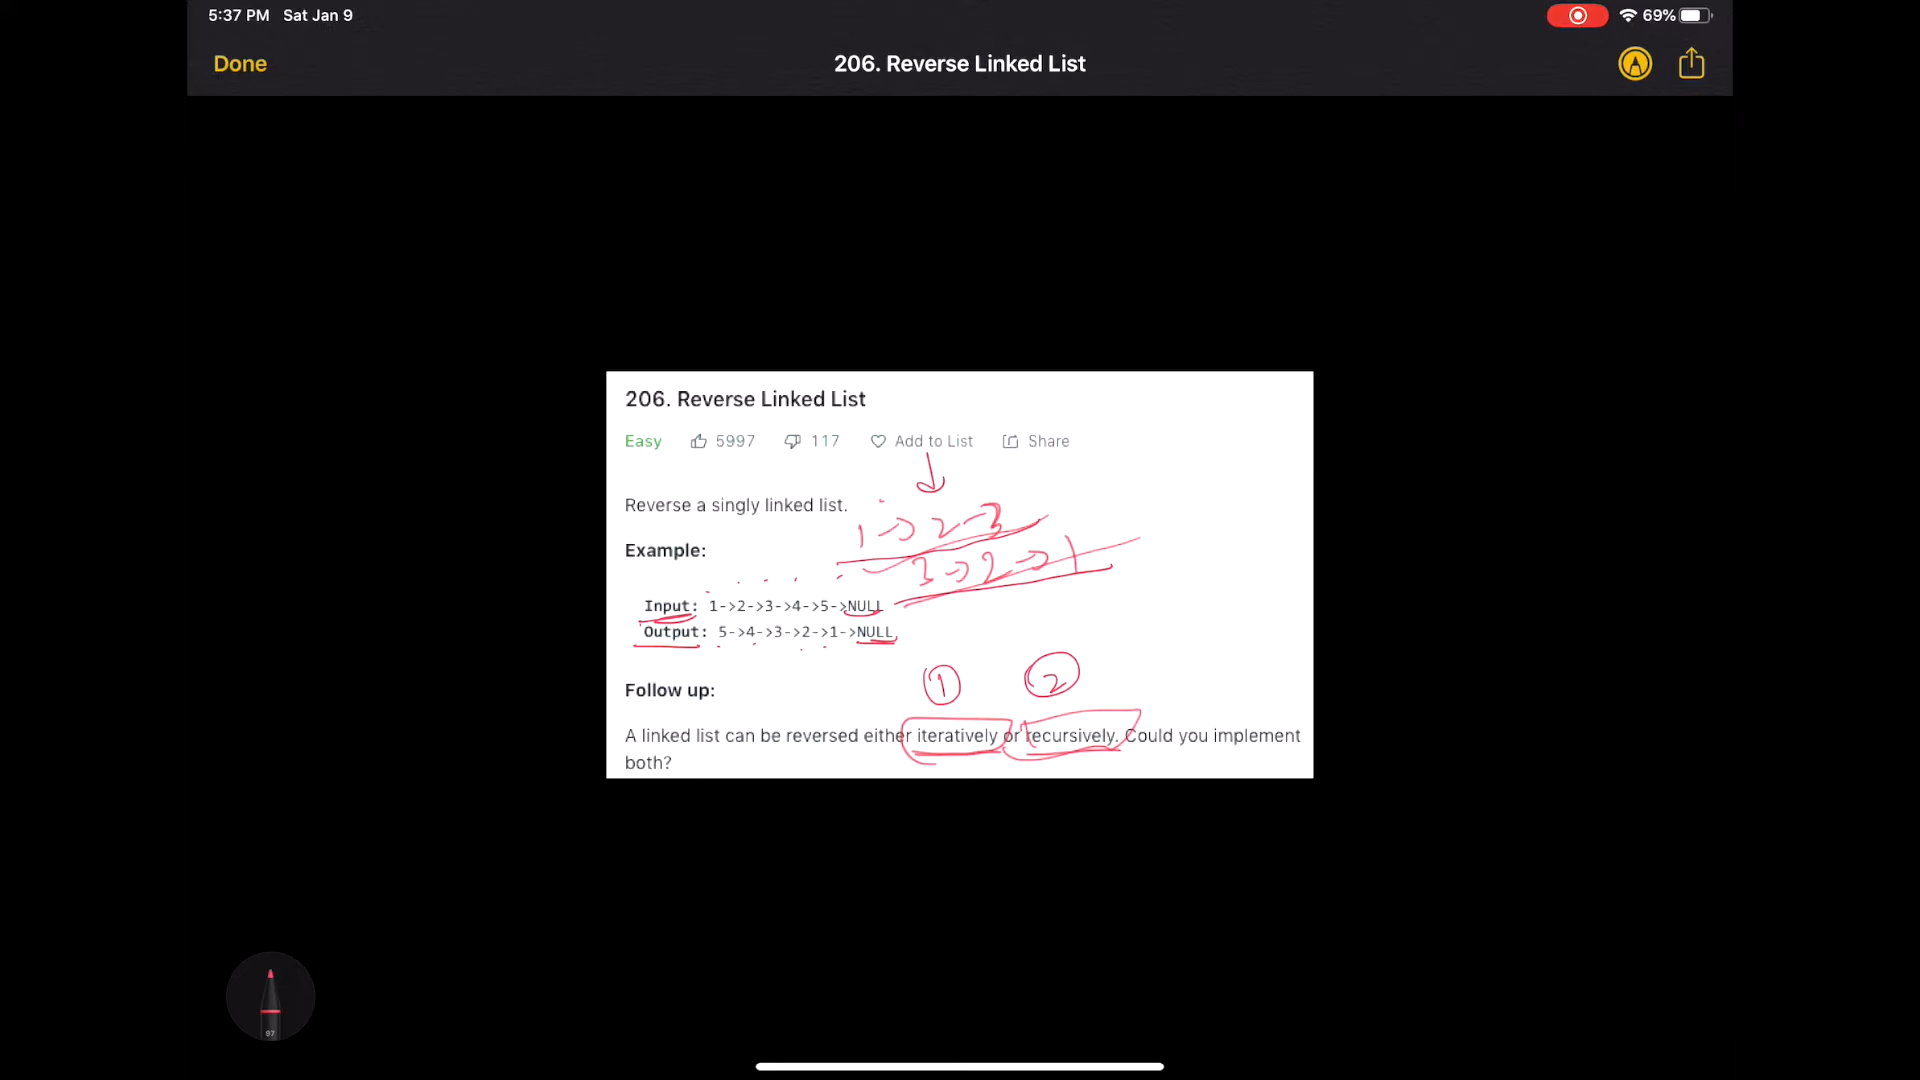 5:37 PM Sat Jan 9
69%
Done
206. Reverse Linked List
206. Reverse Linked List
Easy 5997 117 Add to List Share
Reverse a singly linked list.
1->2-3
Example:
3->2->1
Input: 1->2->3->4->5->NULL
Output: 5->4->3->2->1->NULL
1 2
Follow up:
A linked list can be reversed either iteratively or recursively. Could you implement
both?
97